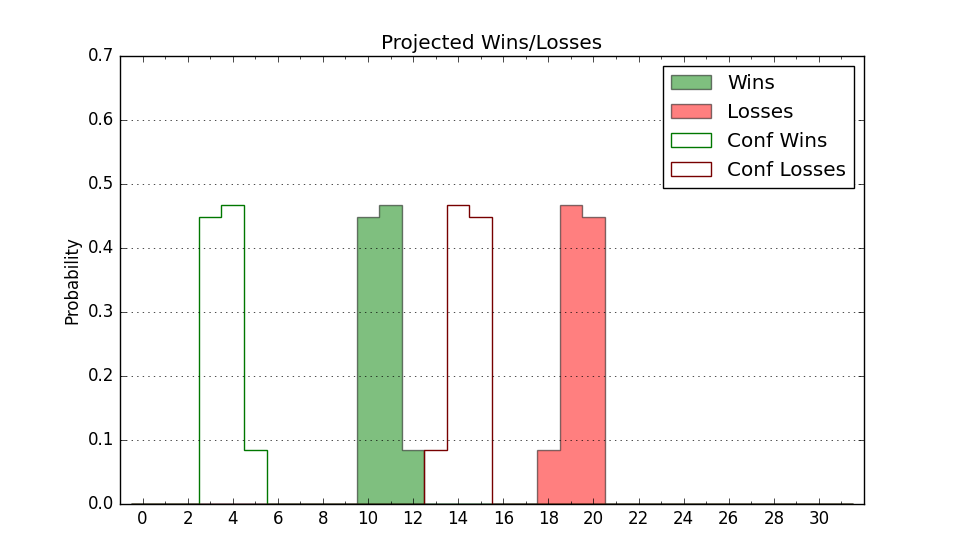 Projected Wins/Losses
0.7
0.6
0.5
0.4
0.3
0.2
0.1
0.0
Probability
Wins
Losses
Conf Wins
Conf Losses
0 2 4 6 8 10 12 14 16 18 20 22 24 26 28 30